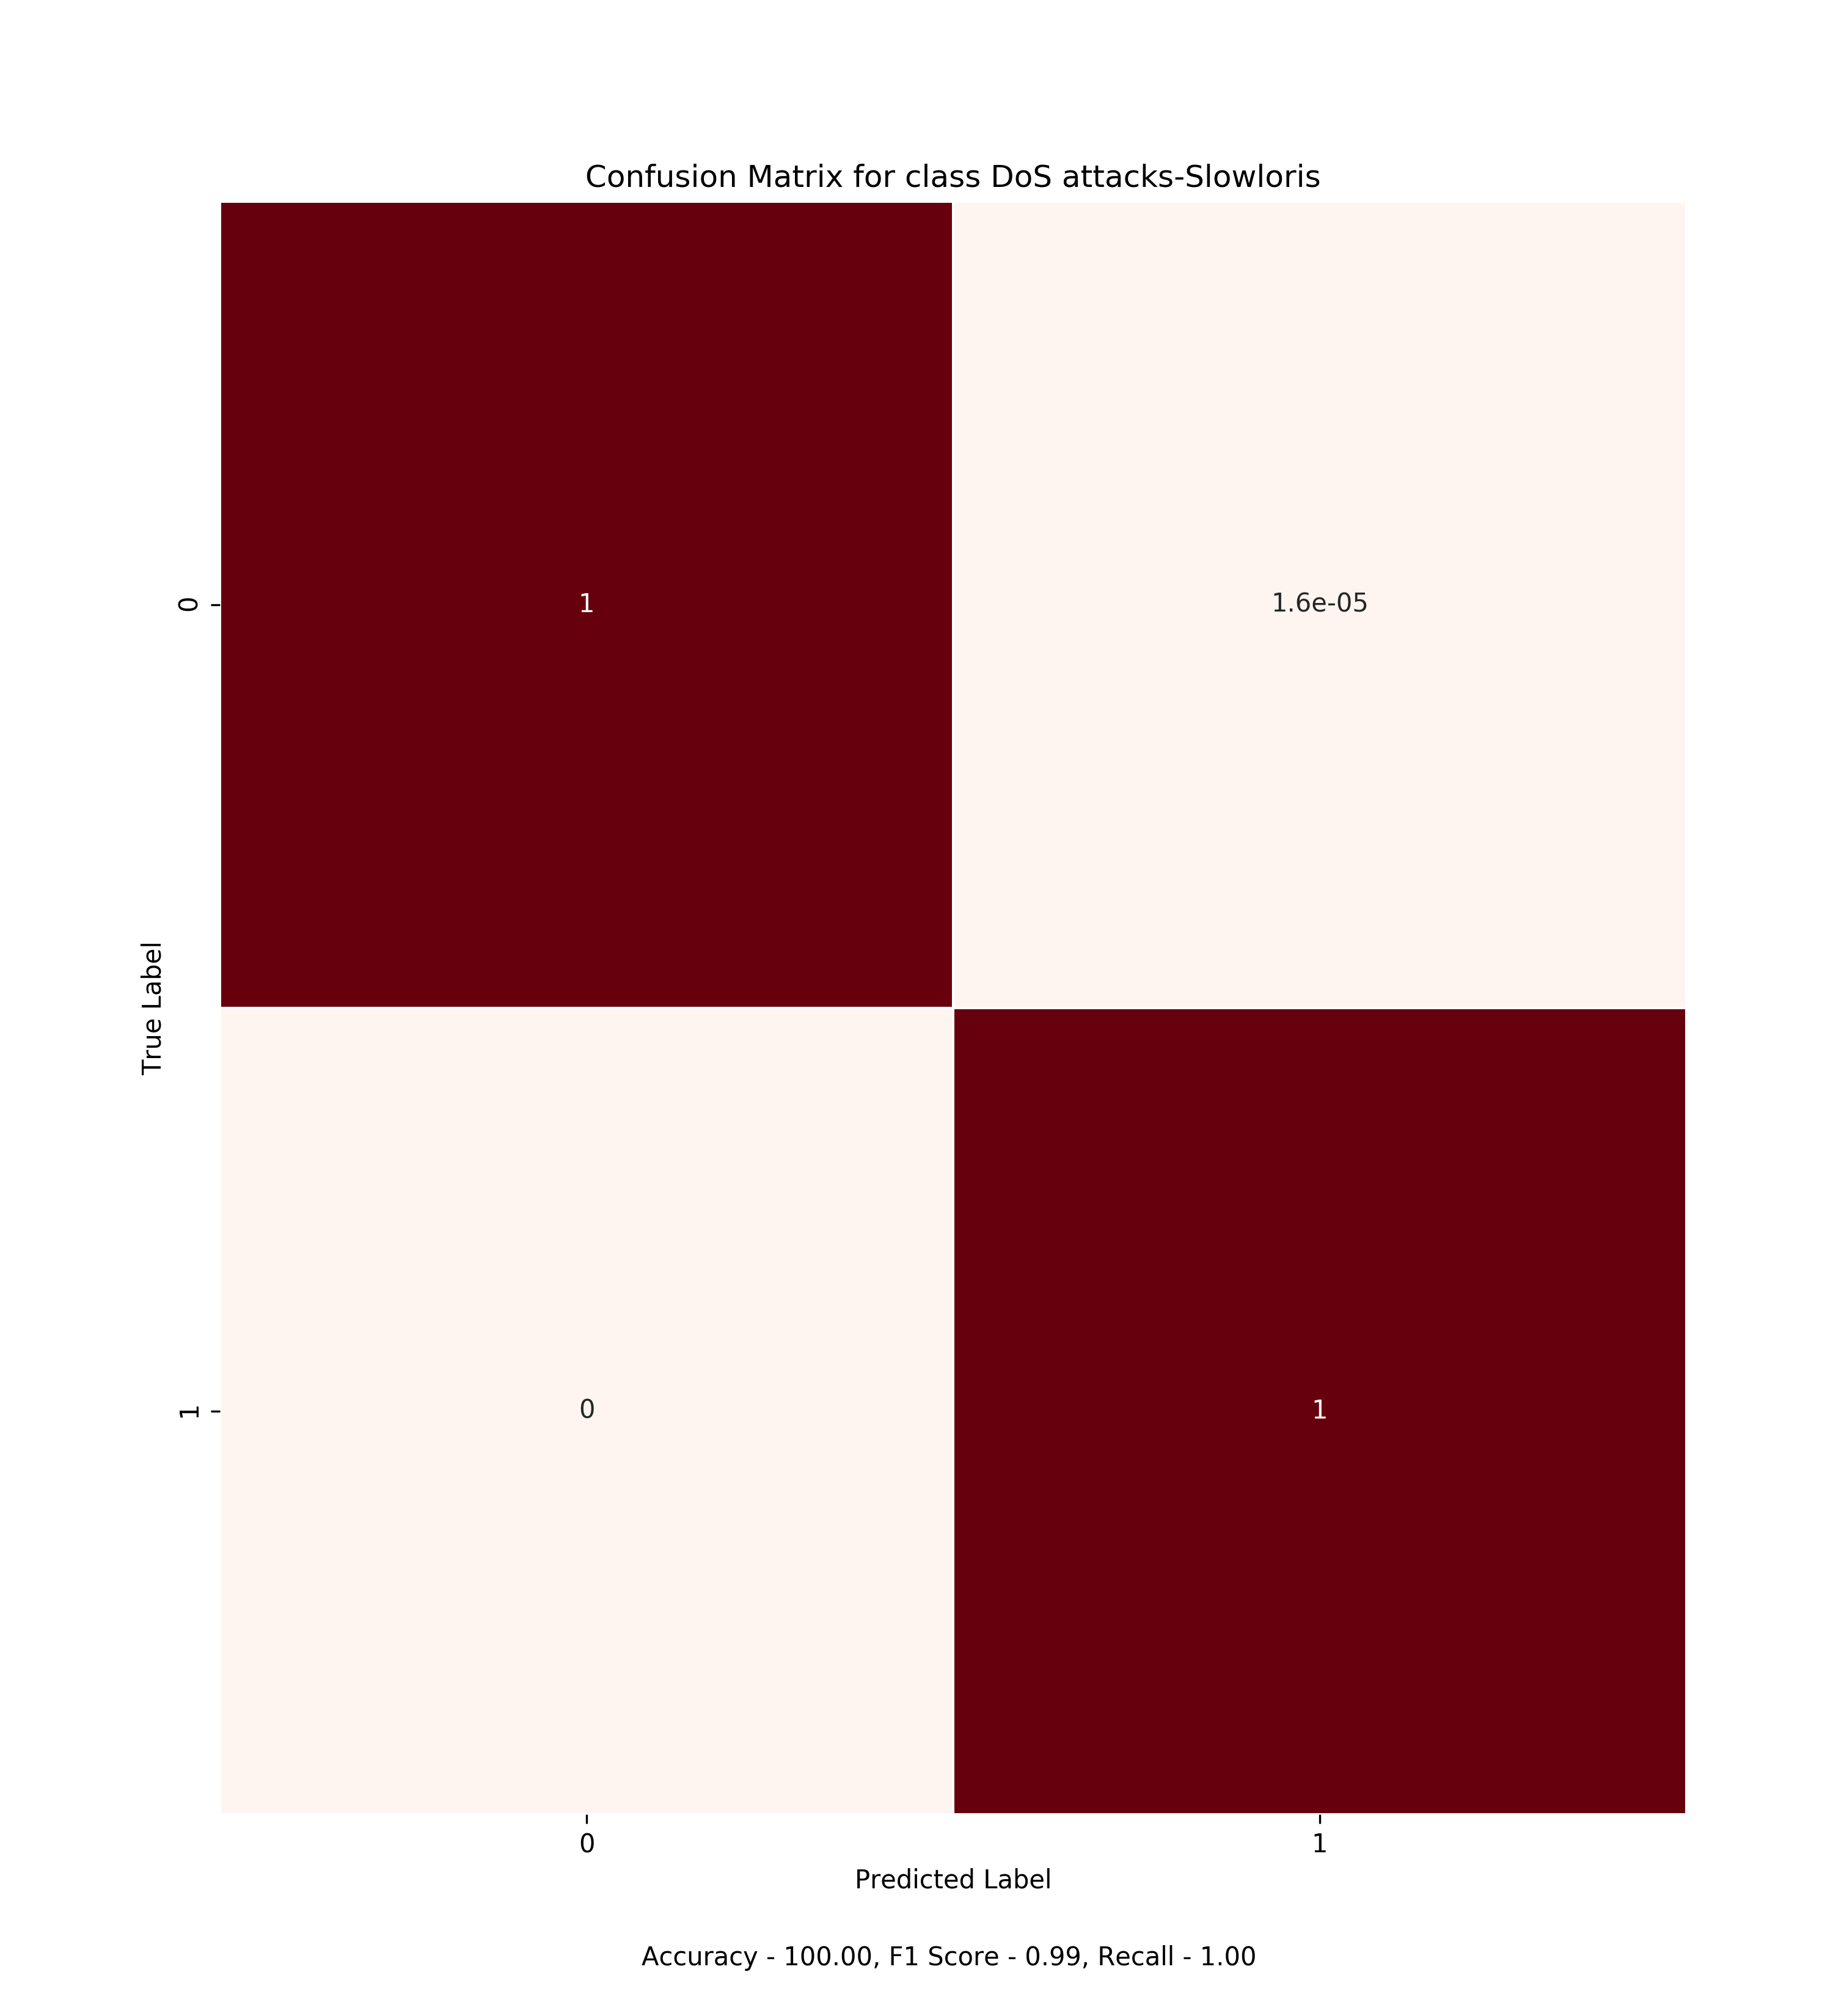 Confusion Matrix for class DoS attacks-Slowloris
1
1.6e-05
0
True Label
0
1
1
0
1
Predicted Label
Accuracy - 100.00, F1 Score - 0.99, Recall - 1.00